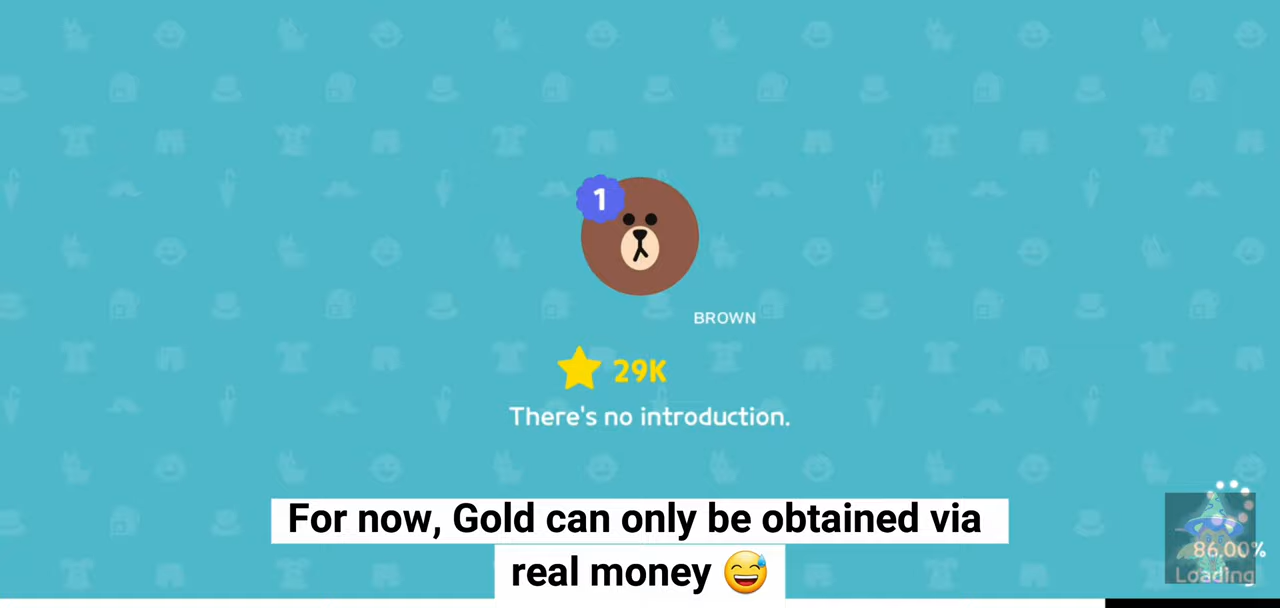 1
BROWN
29K
There's no introduction.
For now, Gold can only be obtained via
real money 😅
86.00%
Loading